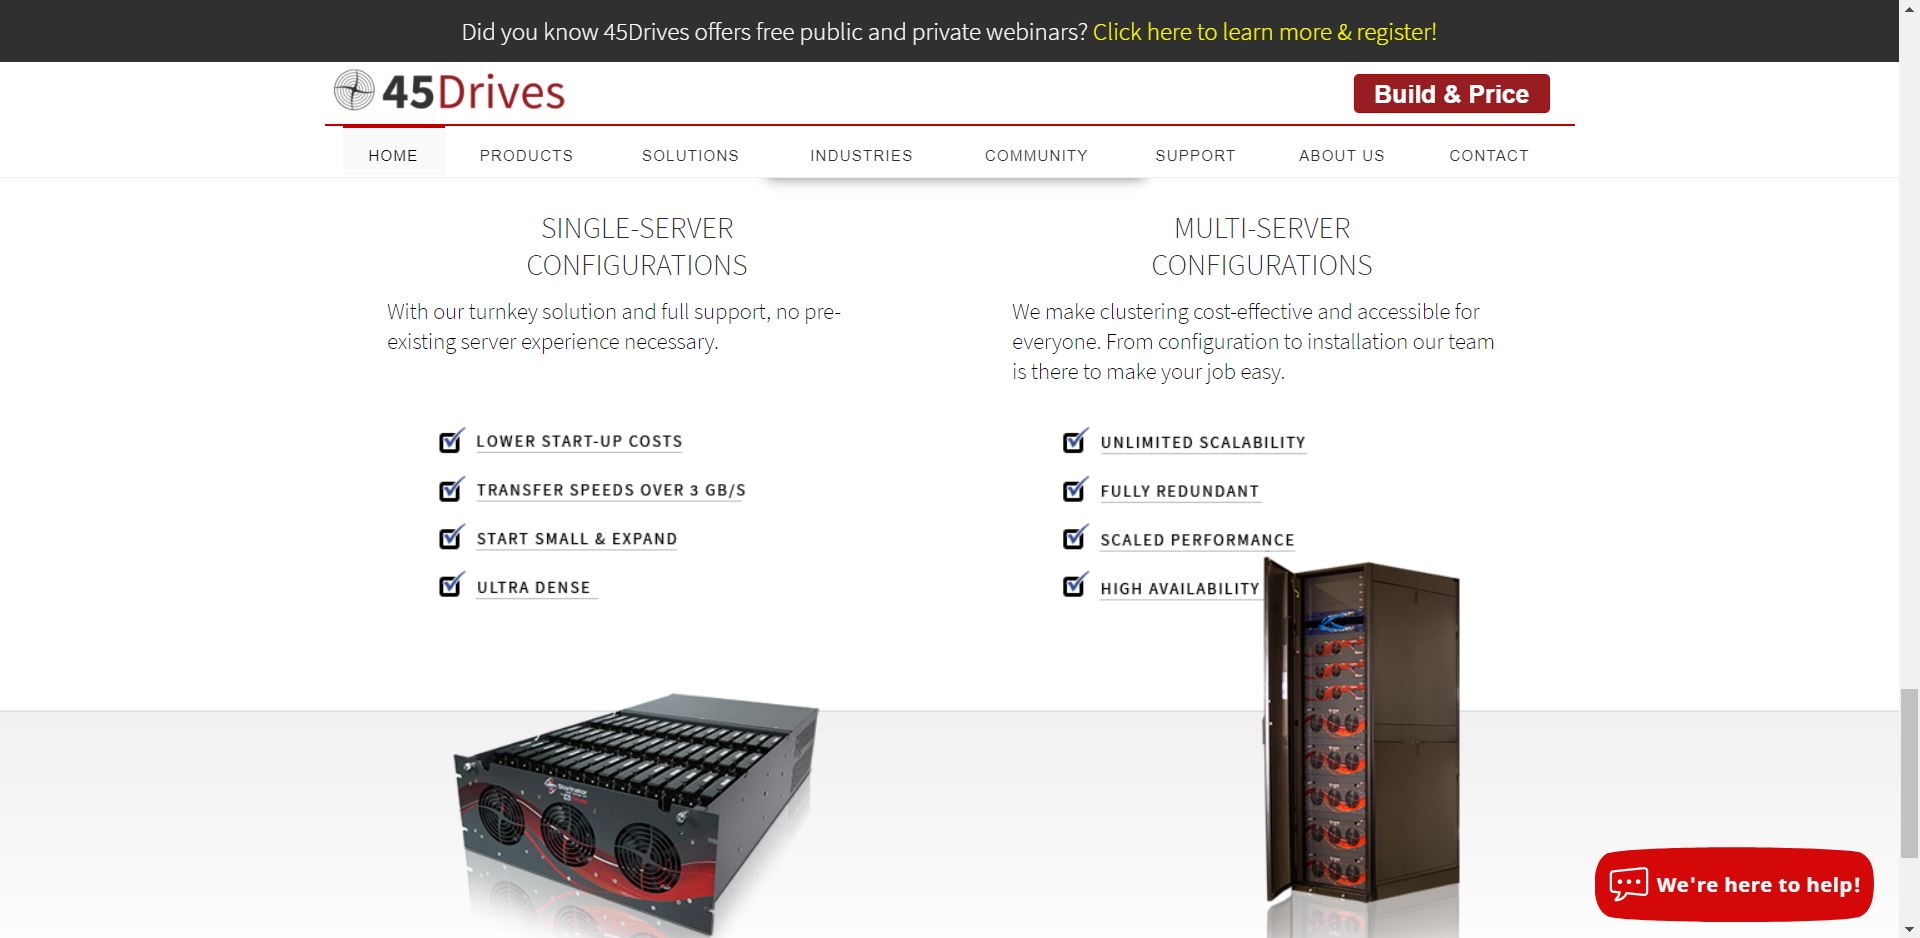 Did you know 45Drives offers free public and private webinars? Click here to learn more & register!
45Drives
Build & Price
HOME
PRODUCTS
SOLUTIONS
INDUSTRIES
COMMUNITY
SUPPORT
ABOUT US
CONTACT
SINGLE-SERVER
CONFIGURATIONS
With our turnkey solution and full support, no pre-
existing server experience necessary.
LOWER START-UP COSTS
TRANSFER SPEEDS OVER 3 GB/S
START SMALL & EXPAND
ULTRA DENSE
MULTI-SERVER
CONFIGURATIONS
We make clustering cost-effective and accessible for
everyone. From configuration to installation our team
is there to make your job easy.
UNLIMITED SCALABILITY
FULLY REDUNDANT
SCALED PERFORMANCE
HIGH AVAILABILITY
Storinator
We're here to help!